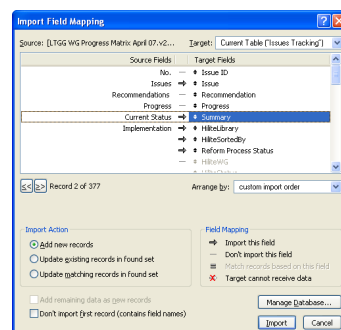 Import Field Mapping
Source: [LTGG WG Progress Matrix April 07.v2... Target: Current Table ("Issues Tracking")
Source Fields Target Fields
No. Issue ID
Issues Issue
Recommendations Recommendation
Progress Progress
Current Status Summary
Implementation HiliteLibrary
HiliteSortedBy
Reform Process Status
HiliteWG
HiliteStatus
<< >> Record 2 of 377 Arrange by: custom import order
Import Action
Add new records
Update existing records in found set
Update matching records in found set
Add remaining data as new records
Don't import first record (contains field names)
Field Mapping
Import this field
Don't import this field
Match records based on this field
Target cannot receive data
Manage Database...
Import Cancel